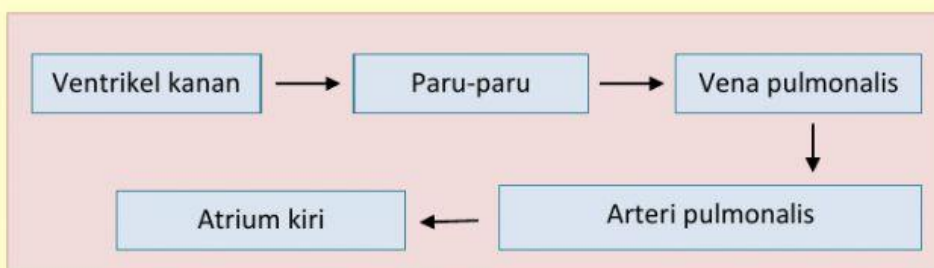 Ventrikel kanan
Paru-paru
Vena pulmonalis
Arteri pulmonalis
Atrium kiri